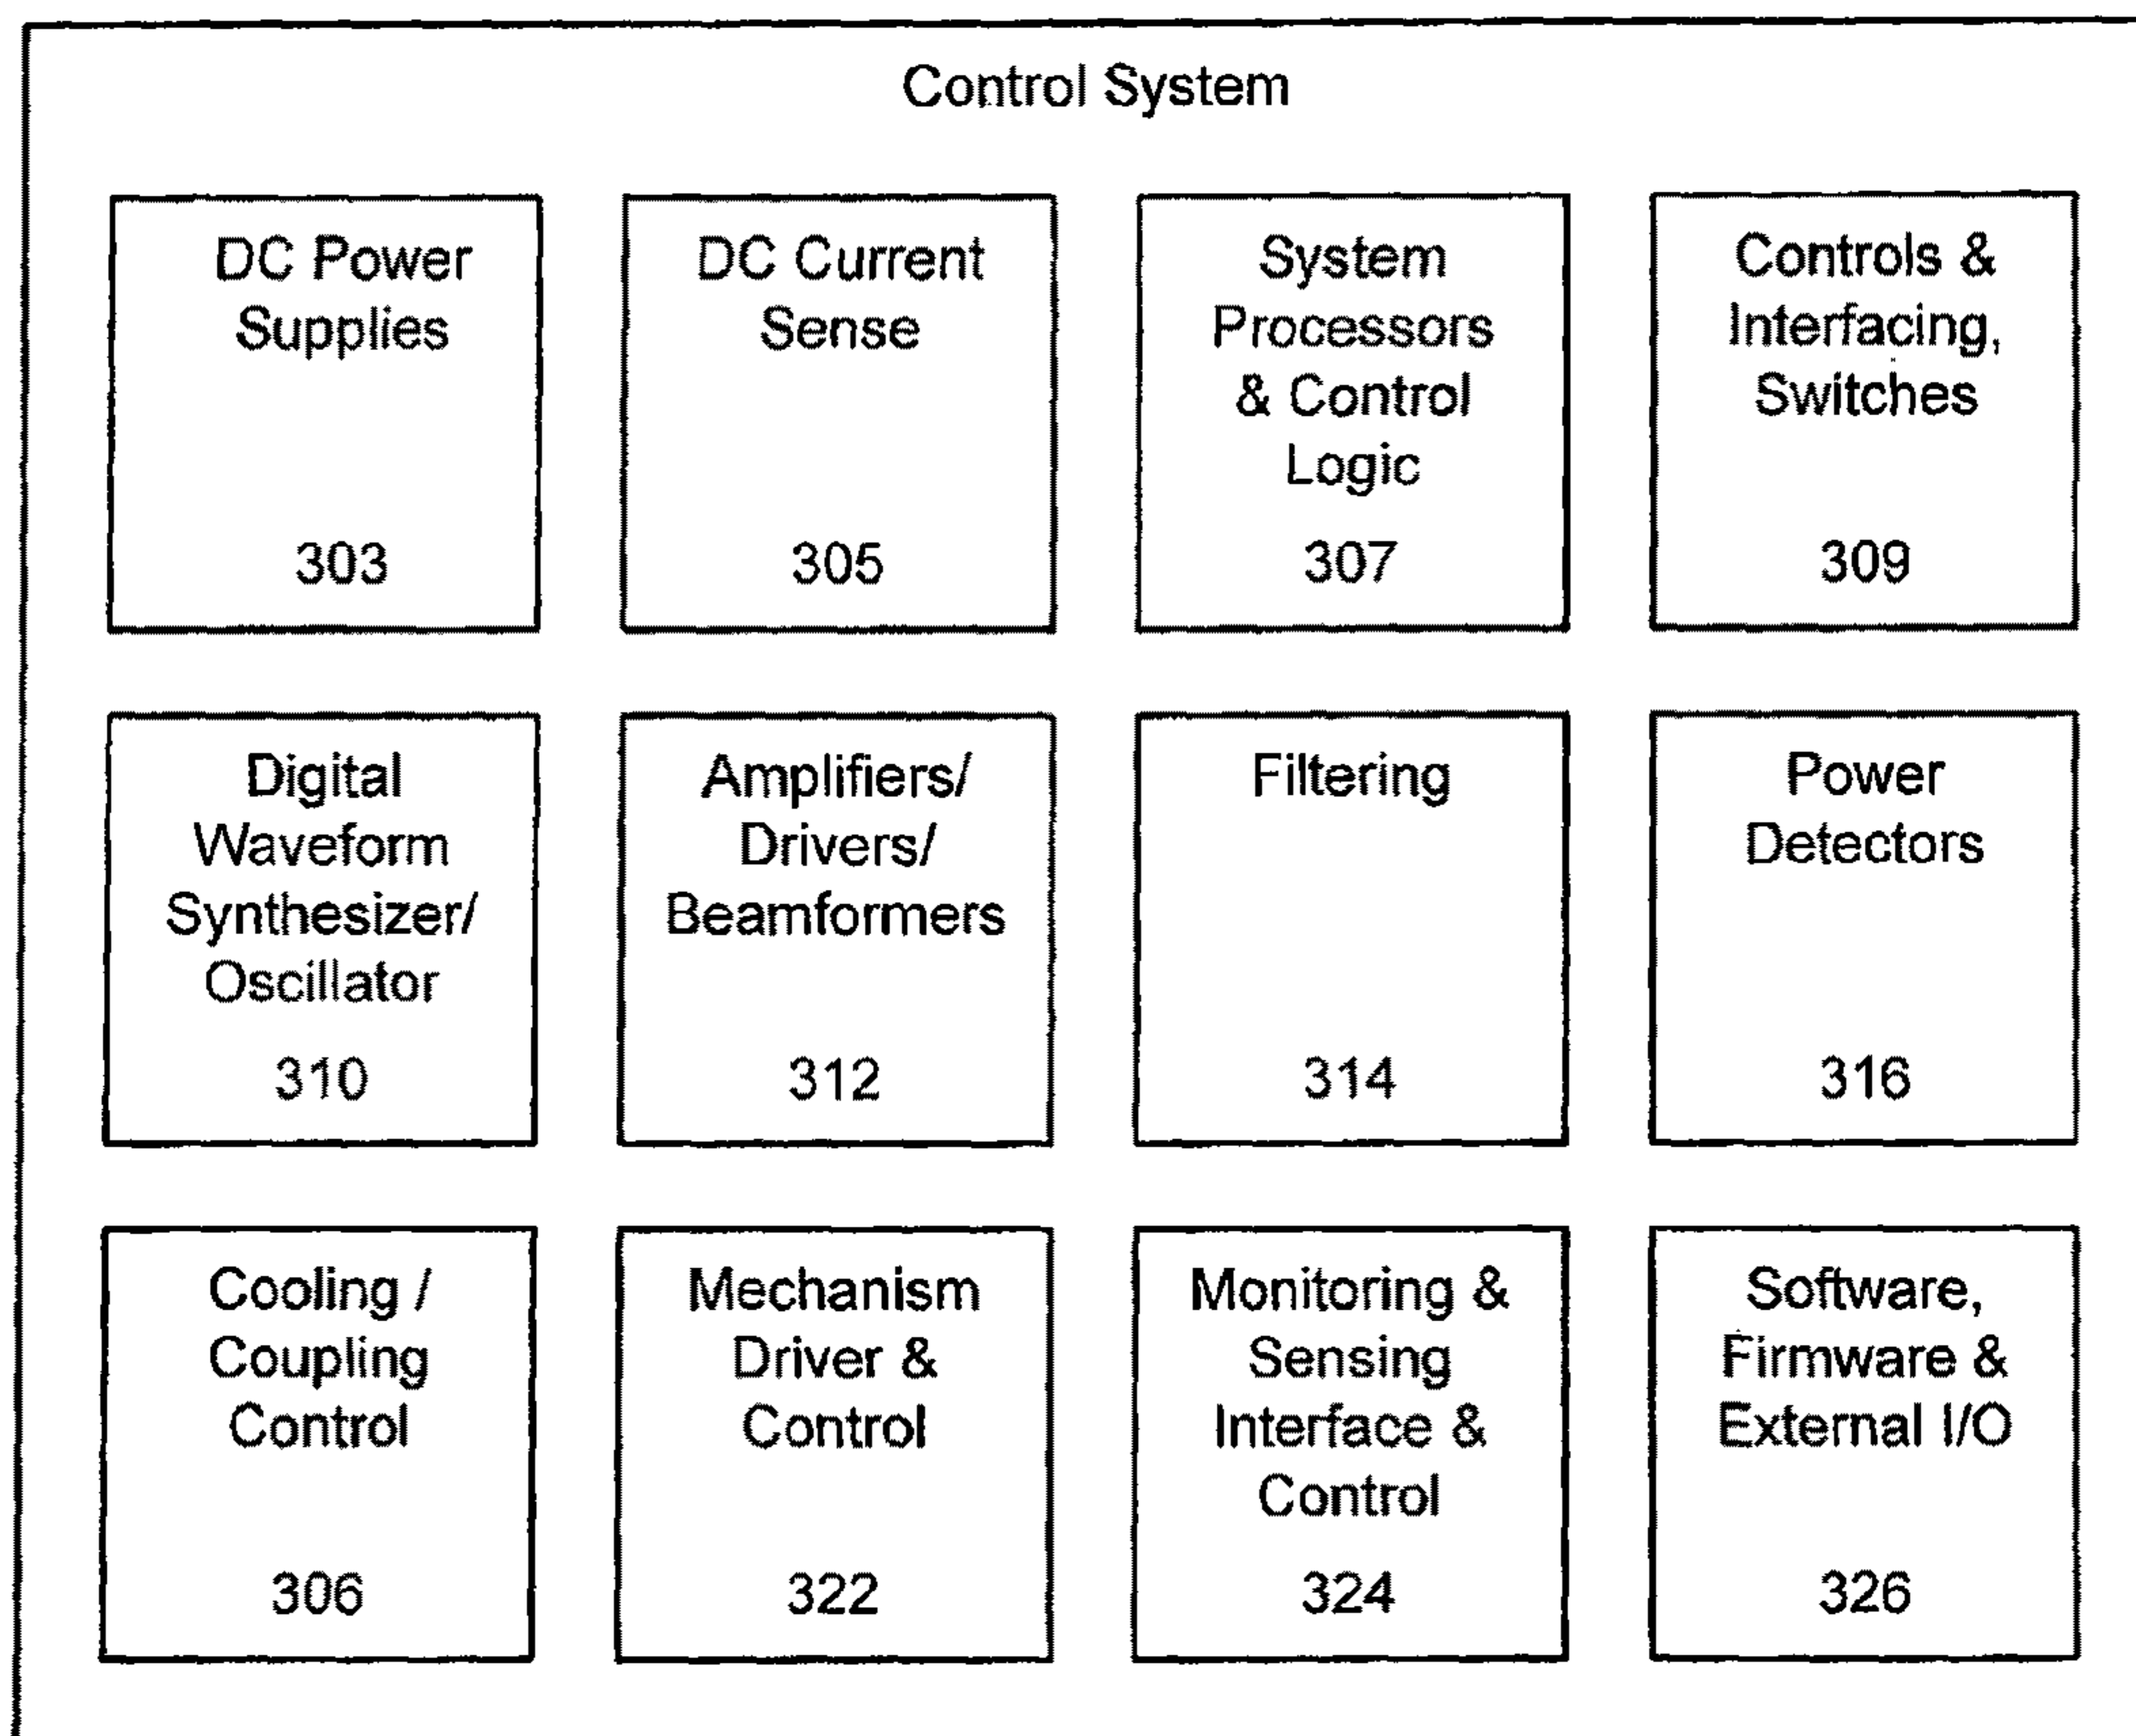 Control System
DC Power
Supplies
303
DC Current
Sense
305
System
Processors
& Control
Logic
307
Controls &
Interfacing,
Switches
309
Digital
Waveform
Synthesizer/
Oscillator
310
Amplifiers/
Drivers/
Beamformers
312
Filtering
314
Power
Detectors
316
Cooling /
Coupling
Control
306
Mechanism
Driver &
Control
322
Monitoring &
Sensing
Interface &
Control
324
Software,
Firmware &
External I/O
326